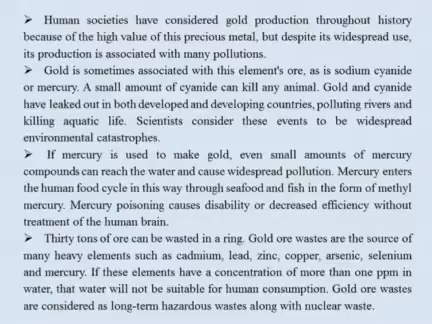 ➢ Human societies have considered gold production throughout history
because of the high value of this precious metal, but despite its widespread use,
its production is associated with many pollutions.
➢ Gold is sometimes associated with this element's ore, as is sodium cyanide
or mercury. A small amount of cyanide can kill any animal. Gold and cyanide
have leaked out in both developed and developing countries, polluting rivers and
killing aquatic life. Scientists consider these events to be widespread
environmental catastrophes.
➢ If mercury is used to make gold, even small amounts of mercury
compounds can reach the water and cause widespread pollution. Mercury enters
the human food cycle in this way through seafood and fish in the form of methyl
mercury. Mercury poisoning causes disability or decreased efficiency without
treatment of the human brain.
➢ Thirty tons of ore can be wasted in a ring. Gold ore wastes are the source of
many heavy elements such as cadmium, lead, zinc, copper, arsenic, selenium
and mercury. If these elements have a concentration of more than one ppm in
water, that water will not be suitable for human consumption. Gold ore wastes
are considered as long-term hazardous wastes along with nuclear waste.